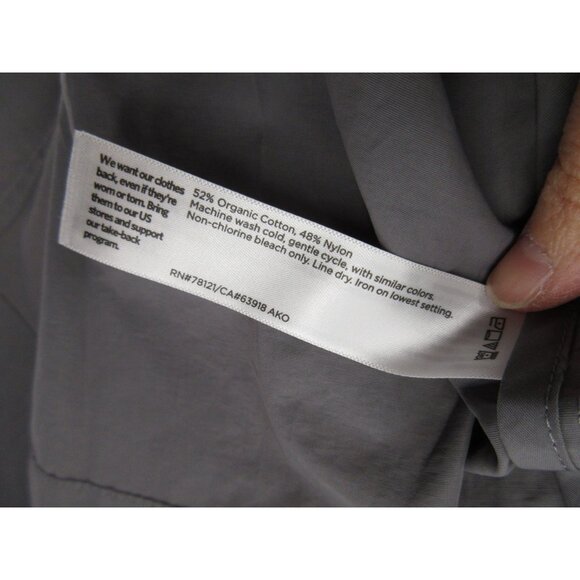 We want our clothes
back, even if they're
worn or torn. Bring
them to our US
stores and support
our take-back
program.
52% Organic Cotton, 48% Nylon
Machine wash cold, gentle cycle, with similar colors.
Non-chlorine bleach only. Line dry. Iron on lowest setting.
RN#78121/CA#63918 AKO